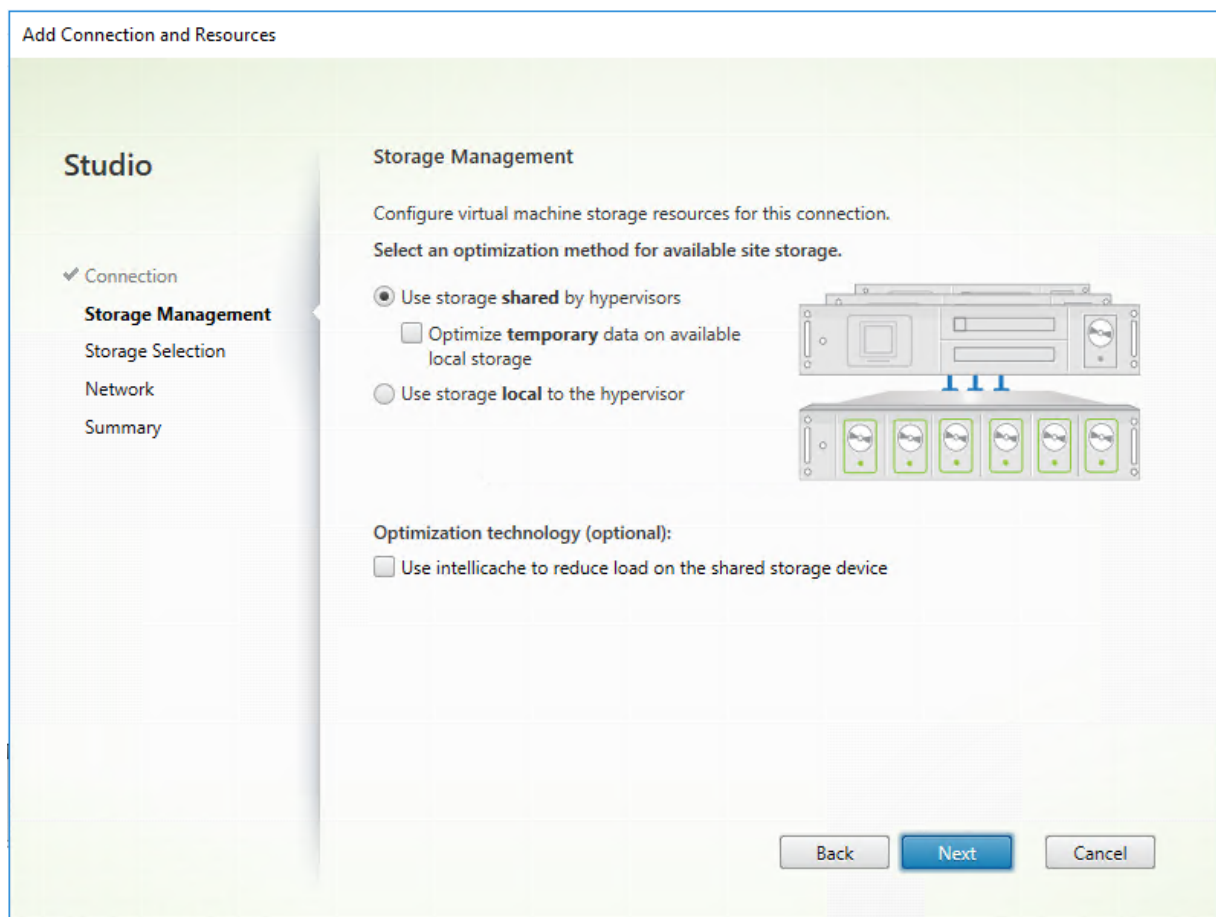 Add Connection and Resources
Studio
Connection
Storage Management
Storage Selection
Network
Summary
Storage Management
Configure virtual machine storage resources for this connection.
Select an optimization method for available site storage.
Use storage shared by hypervisors
Optimize temporary data on available
local storage
Use storage local to the hypervisor
Optimization technology (optional):
Use intellicache to reduce load on the shared storage device
Back
Next
Cancel